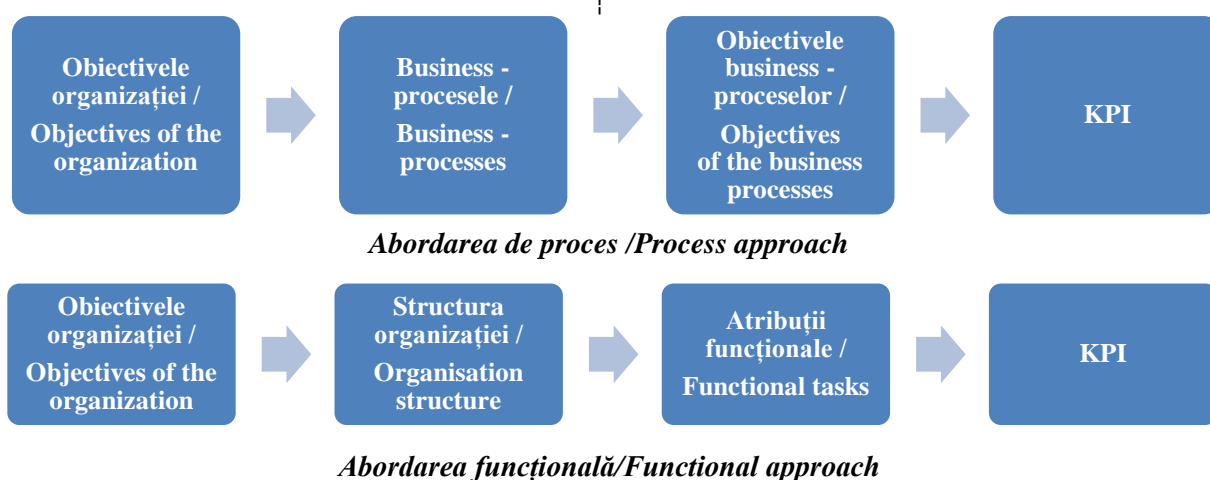 Obiectivele
organizației /
Objectives of the
organization
Business -
procesele /
Business -
processes
Obiectivele
business -
proceselor /
Objectives
of the business
processes
KPI
Abordarea de proces /Process approach
Obiectivele
organizației /
Objectives of the
organization
Structura
organizației /
Organisation
structure
Atribuții
funcționale /
Functional tasks
KPI
Abordarea funcțională/Functional approach